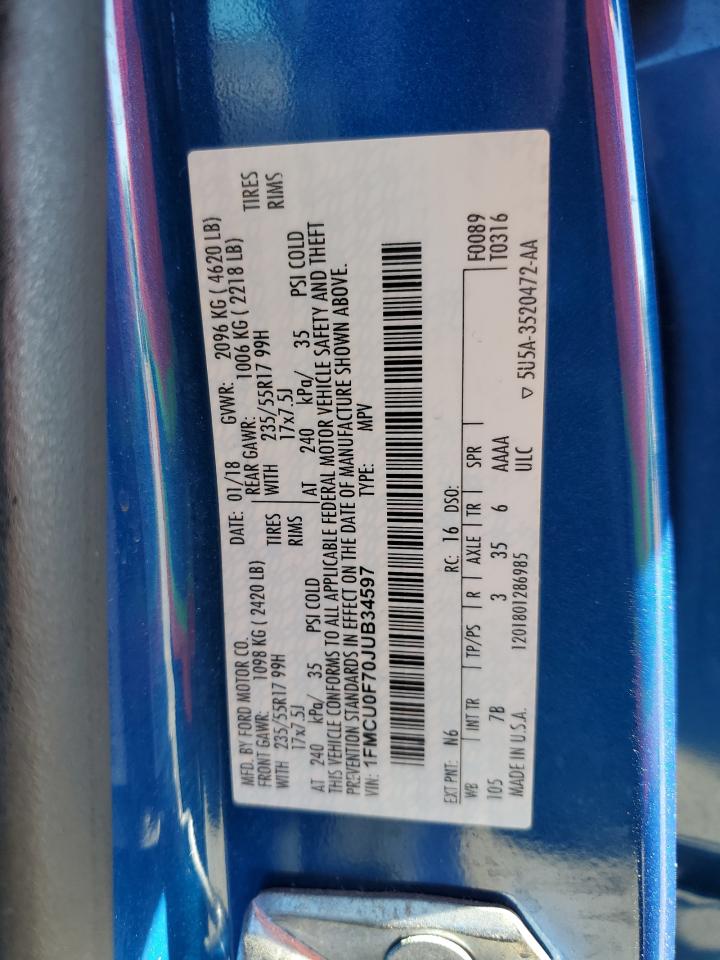 MFD. BY FORD MOTOR CO. DATE: 01/18 GVWR: 2096 KG ( 4620 LB)
FRONT GAWR: 1098 KG ( 2420 LB) REAR GAWR: 1006 KG ( 2218 LB)
WITH 235/55R17 99H TIRES WITH 235/55R17 99H TIRES
17x7.5J RIMS 17x7.5J RIMS
AT 240 kPa/ 35 PSI COLD AT 240 kPa/ 35 PSI COLD
THIS VEHICLE CONFORMS TO ALL APPLICABLE FEDERAL MOTOR VEHICLE SAFETY AND THEFT
PREVENTION STANDARDS IN EFFECT ON THE DATE OF MANUFACTURE SHOWN ABOVE.
VIN: 1FMCU0F70JUB34597 TYPE: MPV
EXT PNT: N6 RC: 16 DSO:
WB INT TR TP/PS R AXLE TR SPR F0089
105 7B 3 35 6 AAAA T0316
MADE IN U.S.A. 1201801286985 ULC ▽ 5U5A-3520472-AA